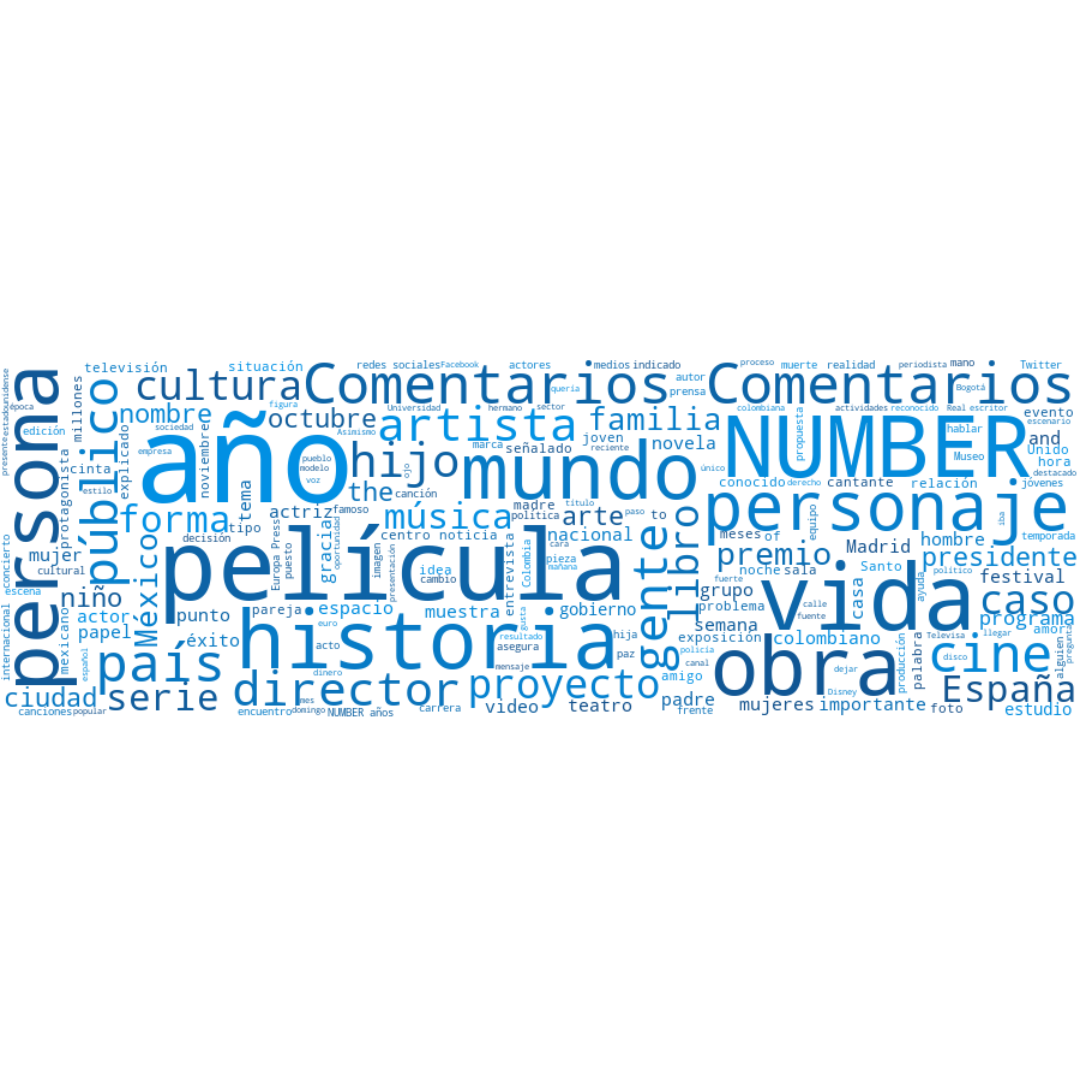 año
película
persona
historia
mundo
vida
obra
NUMBER
personaje
Comentarios Comentarios
cultura
público
artista
hijo
familia
forma
música
México
país
serie
director
proyecto
gente
libro
premio
caso
cine
España
presidente
ciudad
niño
nombre
octubre
arte
the
televisión
situación
redes sociales
Facebook
actores
medios
indicado
autor
prensa
proceso
muerte
realidad
periodista
mano
Twitter
Bogotá
estadounidense
época
presente
edición
millones
protagonista
cinta
estilo
explicado
sociedad
empresa
noviembre
figura
Universidad
Asimismo
hermano
sector
marca
señalado
joven
novela
colombiana
propuesta
actividades
reconocido
Real
escritor
escenario
evento
hablar
and
Unido
hora
Museo
destacado
jóvenes
conocido
derecho
cantante
relación
único
recíente
política
pueblo
modelo
voz
ojo
canción
famoso
actriz
tema
tipo
decisión
Europa Press
puesto
gracia
oportunidad
imagen
presentación
centro noticia
madre
título
paso
to
cara
pieza
mañana
nacional
Colombia
entrevista
idea
cambio
muestra
gobierno
espacio
pareja
punto
éxito
euro
acto
dinero
mes
domingo
NUMBER años
encuentro
carrera
video
mensaje
asegura
resultado
gusta
teatro
hija
paz
amigo
padre
frente
policía
canal
exposición
problema
grupo
semana
meses
of
noche
sala
Madrid
equipo
hombre
Santo
iba
temporada
festival
programa
amor
político
ayuda
casa
calle
fuerte
fuente
colombiano
Televisa
llegar
disco
producción
palabra
alguien
pregunta
dejar
Disney
mujeres
importante
foto
estudio
concierto
escena
internacional
mujer
cultural
actor
papel
mexicano
español
canciones
popular
quería